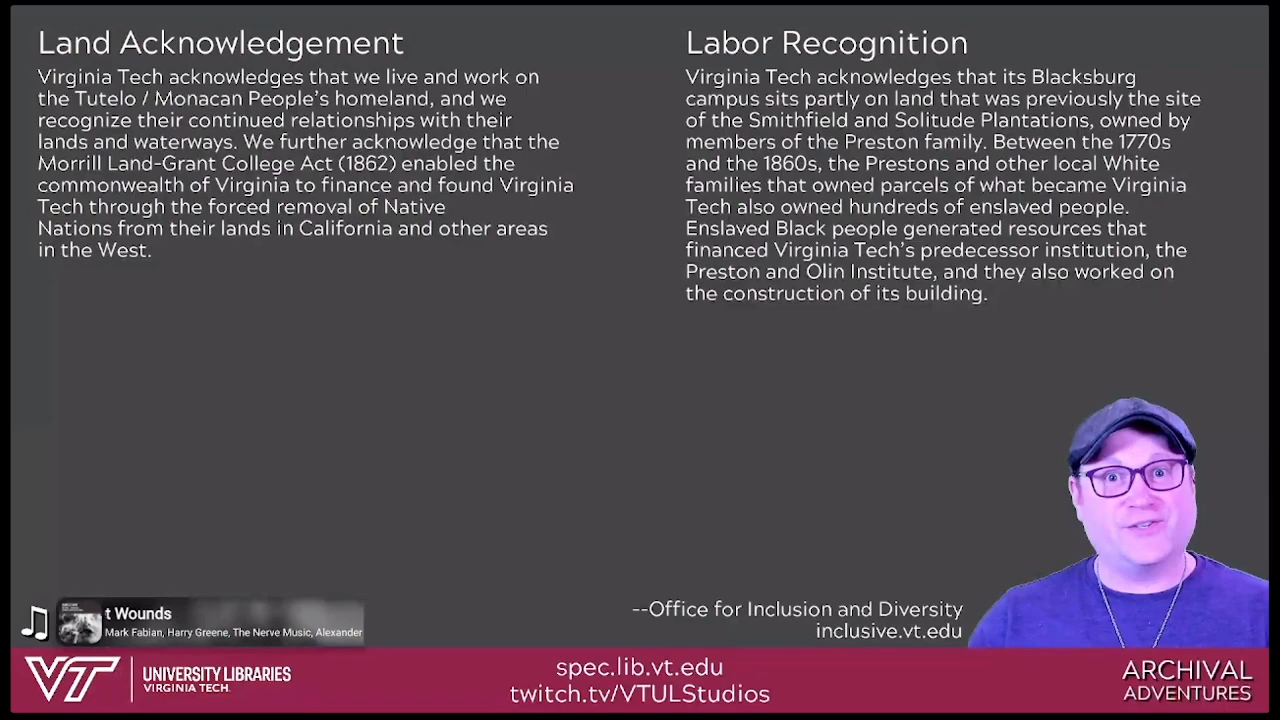 Land Acknowledgement
Virginia Tech acknowledges that we live and work on
the Tutelo / Monacan People's homeland, and we
recognize their continued relationships with their
lands and waterways. We further acknowledge that the
Morrill Land-Grant College Act (1862) enabled the
commonwealth of Virginia to finance and found Virginia
Tech through the forced removal of Native
Nations from their lands in California and other areas
in the West.
Labor Recognition
Virginia Tech acknowledges that its Blacksburg
campus sits partly on land that was previously the site
of the Smithfield and Solitude Plantations, owned by
members of the Preston family. Between the 1770s
and the 1860s, the Prestons and other local White
families that owned parcels of what became Virginia
Tech also owned hundreds of enslaved people.
Enslaved Black people generated resources that
financed Virginia Tech's predecessor institution, the
Preston and Olin Institute, and they also worked on
the construction of its building.
--Office for Inclusion and Diversity
inclusive.vt.edu
t Wounds
Mark Fabian, Harry Greene, The Nerve Music, Alexander
VT
UNIVERSITY LIBRARIES
VIRGINIA TECH.
spec.lib.vt.edu
twitch.tv/VTULStudios
ARCHIVAL
ADVENTURES